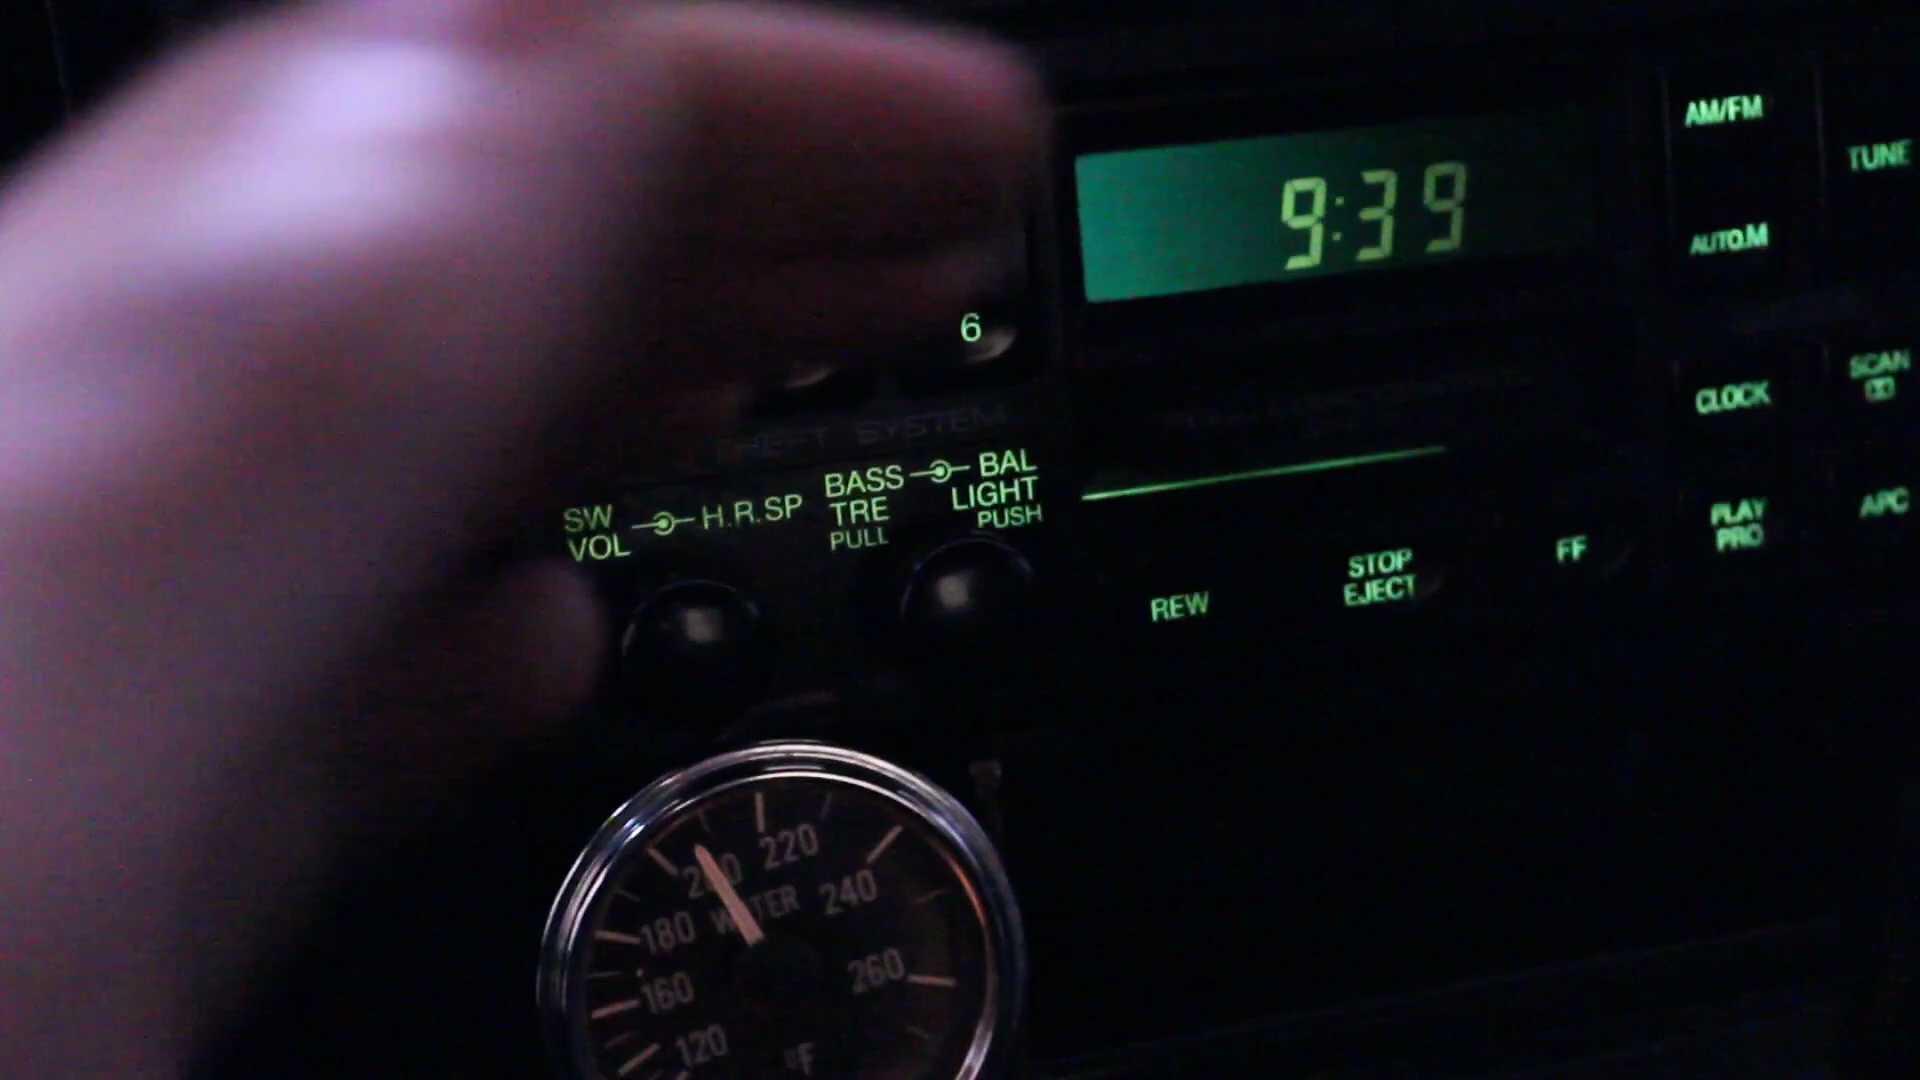 AM/FM
TUNE
9:39
AUTO.M
6
SCAN
CLOCK
THEFT SYSTEM
SW
VOL
H.R.SP
BASS
TRE
PULL
BAL
LIGHT
PUSH
PLAY
PRO
APC
STOP
EJECT
FF
REW
200
220
240
180
WATER
260
160
120
°F